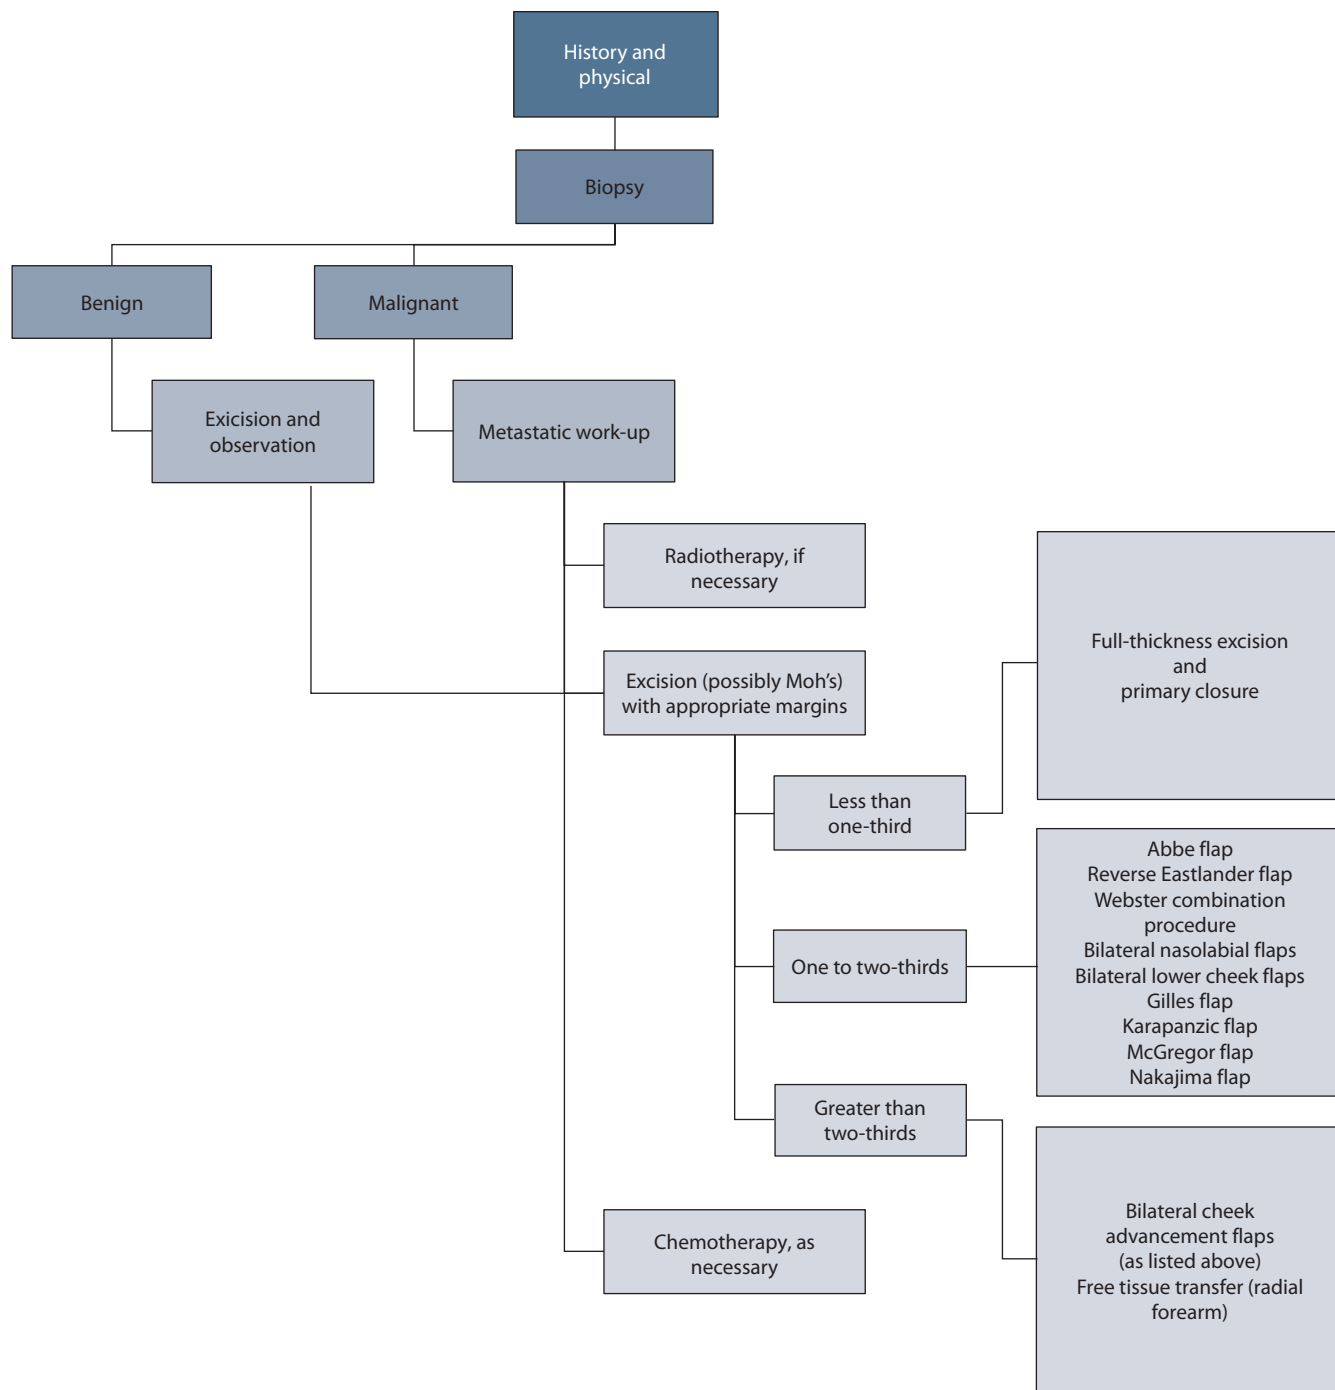 History and
physical
Biopsy
Benign
Malignant
Exicision and
observation
Metastatic work-up
Radiotherapy, if
necessary
Excision (possibly Moh’s)
with appropriate margins
Less than
one-third
Full-thickness excision
and
primary closure
One to two-thirds
Abbe flap
Reverse Eastlander flap
Webster combination
procedure
Bilateral nasolabial flaps
Bilateral lower cheek flaps
Gilles flap
Karapanzic flap
McGregor flap
Nakajima flap
Greater than
two-thirds
Bilateral cheek
advancement flaps
(as listed above)
Free tissue transfer (radial
forearm)
Chemotherapy, as
necessary